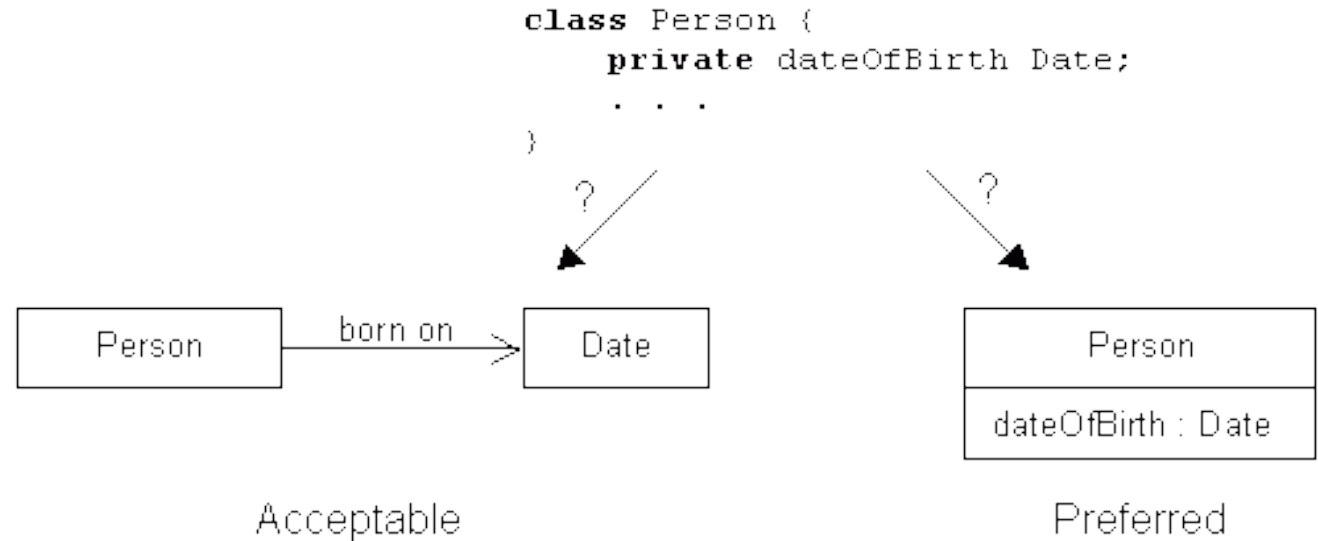 class Person {
private dateOfBirth Date;
. . .
}
?
?
Person
born on
Date
Person
dateOfBirth : Date
Acceptable
Preferred